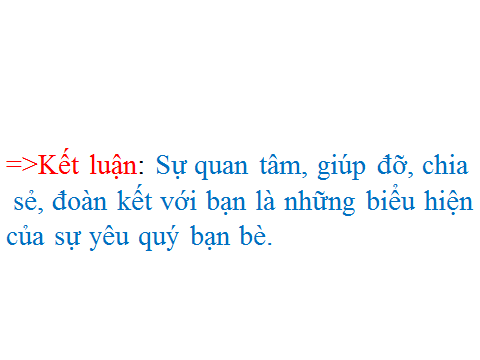 =>Kết luận: Sự quan tâm, giúp đỡ, chia
sẻ, đoàn kết với bạn là những biểu hiện
của sự yêu quý bạn bè.